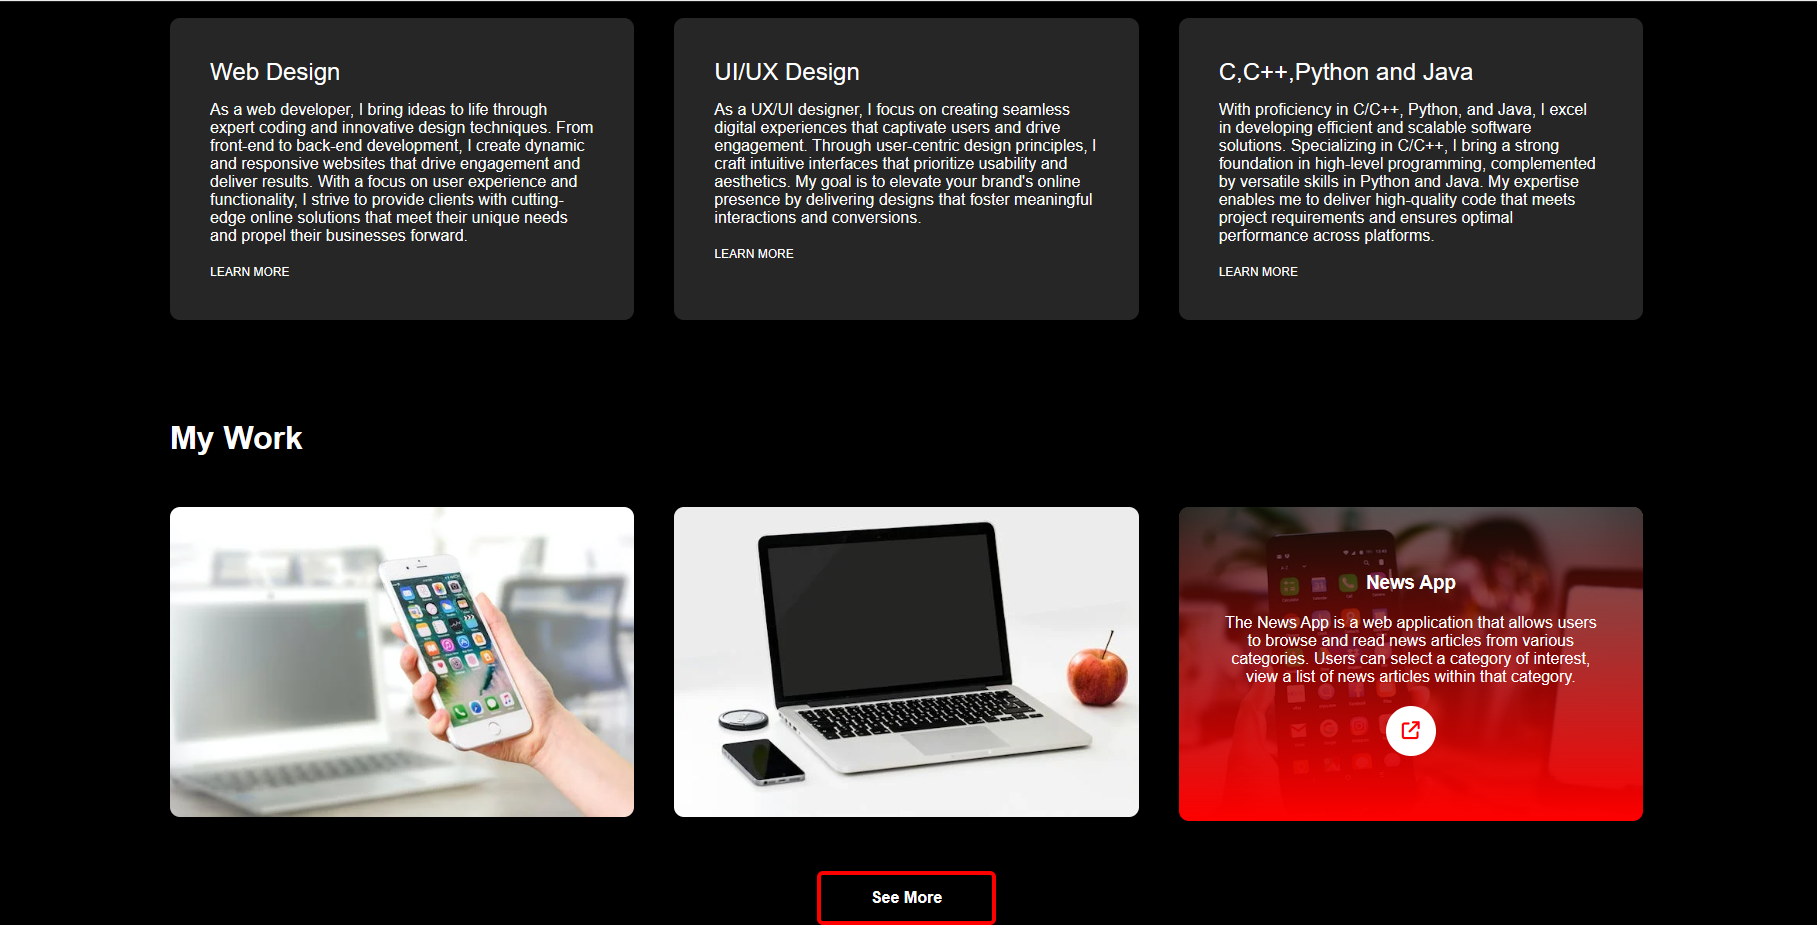 Web Design
As a web developer, I bring ideas to life through
expert coding and innovative design techniques. From
front-end to back-end development, I create dynamic
and responsive websites that drive engagement and
deliver results. With a focus on user experience and
functionality, I strive to provide clients with cutting-
edge online solutions that meet their unique needs
and propel their businesses forward.
LEARN MORE
UI/UX Design
As a UX/UI designer, I focus on creating seamless
digital experiences that captivate users and drive
engagement. Through user-centric design principles, I
craft intuitive interfaces that prioritize usability and
aesthetics. My goal is to elevate your brand's online
presence by delivering designs that foster meaningful
interactions and conversions.
LEARN MORE
C,C++,Python and Java
With proficiency in C/C++, Python, and Java, I excel
in developing efficient and scalable software
solutions. Specializing in C/C++, I bring a strong
foundation in high-level programming, complemented
by versatile skills in Python and Java. My expertise
enables me to deliver high-quality code that meets
project requirements and ensures optimal
performance across platforms.
LEARN MORE
My Work
News App
The News App is a web application that allows users
to browse and read news articles from various
categories. Users can select a category of interest,
view a list of news articles within that category.
See More